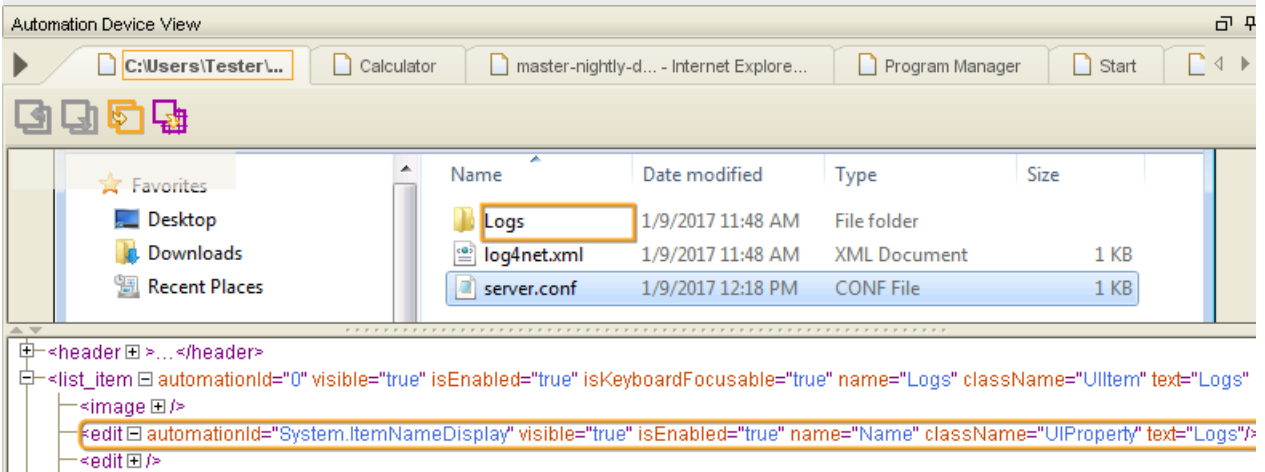 Automation Device View
C:\Users\Tester\... Calculator master-nightly-d... - Internet Explore... Program Manager Start
Name Date modified Type Size
Favorites
Desktop
Logs 1/9/2017 11:48 AM File folder
Downloads
log4net.xml 1/9/2017 11:48 AM XML Document 1 KB
Recent Places
server.conf 1/9/2017 12:18 PM CONF File 1 KB
<header >...</header>
<list_item automationId="0" visible="true" isEnabled="true" isKeyboardFocusable="true" name="Logs" className="UIItem" text="Logs"
<image />
<edit automationId="System.ItemNameDisplay" visible="true" isEnabled="true" name="Name" className="UIProperty" text="Logs"/>
<edit />